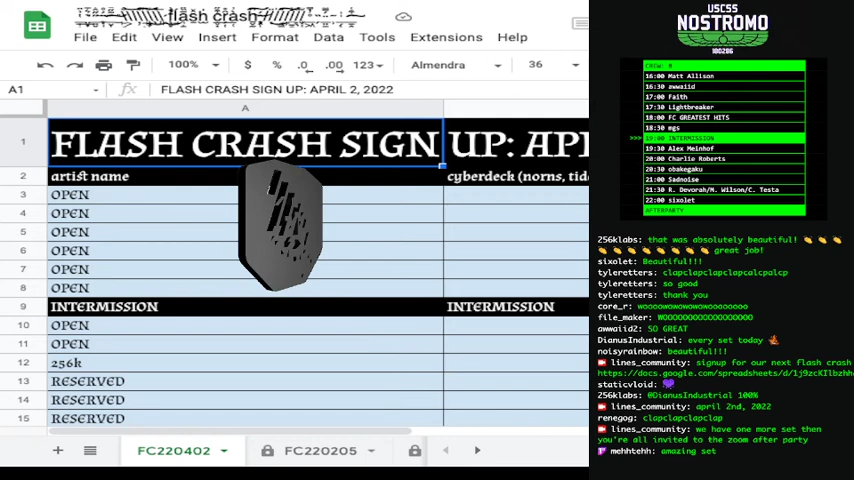 flash crash
File Edit View Insert Format Data Tools Extensions Help
100% $ % .0 .00 123 Almendra 36
A1 fx FLASH CRASH SIGN UP: APRIL 2, 2022
A
1 FLASH CRASH SIGN UP: APR
2 artist name cyberdeck (norns, tid
3 OPEN
4 OPEN
5 OPEN
6 OPEN
7 OPEN
8 OPEN
9 INTERMISSION INTERMISSION
10 OPEN
11 OPEN
12 256k
13 RESERVED
14 RESERVED
15 RESERVED
FC220402 FC220205
USCSS
NOSTROMO
180286
CREW: 8
16:00 Matt Allison
16:30 awwaiid
17:00 Faith
17:30 Lightbreaker
18:00 FC GREATEST HITS
18:30 mgs
>>> 19:00 INTERMISSION
19:30 Alex Meinhof
20:00 Charlie Roberts
20:30 obakegaku
21:00 Sadnoise
21:30 R. Devorah/M. Wilson/C. Testa
22:00 sixolet
AFTERPARTY
256klabs: that was absolutely beautiful! 👏 👏 👏
👏 👏 👏 👏 👏 👏 👏 👏 great job!
sixolet: Beautiful!!!
tyleretters: clapclapclapclapcalpcalp
tyleretters: so good
tyleretters: thank you
core_r: woooowowowowowoooooooo
file_maker: WOOOOOOOOOOOOOOOOOO
awwaiid2: SO GREAT
DianusIndustrial: every set today
noisyrainbow: beautiful!!!
lines_community: signup for our next flash crash
https://docs.google.com/spreadsheets/d/1j9zcKIlbzhh
staticvloid: 💜
256klabs: @DianusIndustrial 100%
lines_community: april 2nd, 2022
renegog: clapclapclapclap
lines_community: we have one more set then
you're all invited to the zoom after party
mehhtehh: amazing set